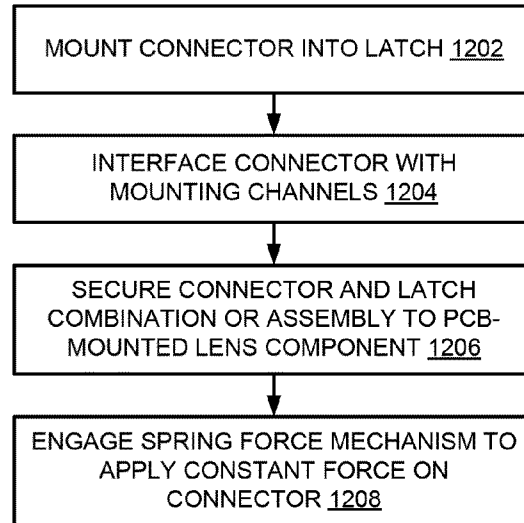 MOUNT CONNECTOR INTO LATCH 1202
INTERFACE CONNECTOR WITH
MOUNTING CHANNELS 1204
SECURE CONNECTOR AND LATCH
COMBINATION OR ASSEMBLY TO PCB-
MOUNTED LENS COMPONENT 1206
ENGAGE SPRING FORCE MECHANISM TO
APPLY CONSTANT FORCE ON
CONNECTOR 1208